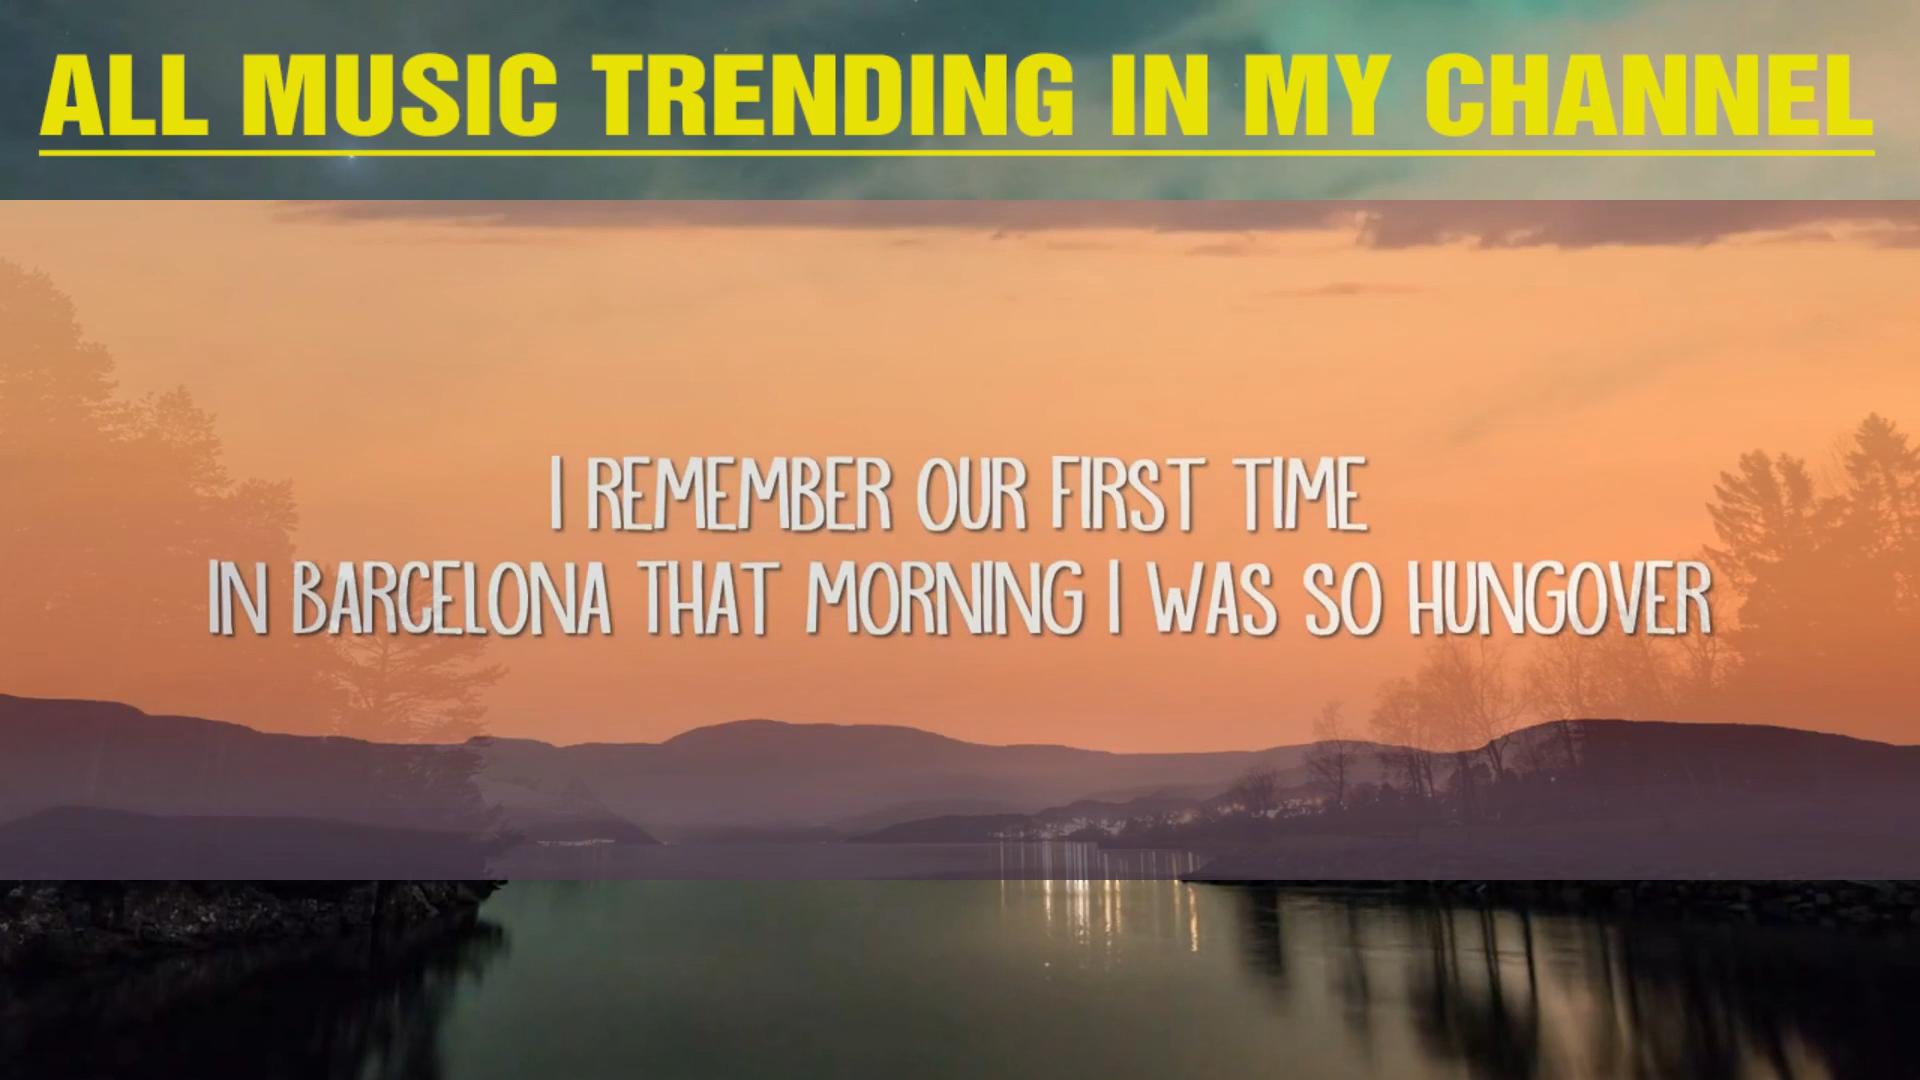 ALL MUSIC TRENDING IN MY CHANNEL
I REMEMBER OUR FIRST TIME
IN BARCELONA THAT MORNING I WAS SO HUNGOVER